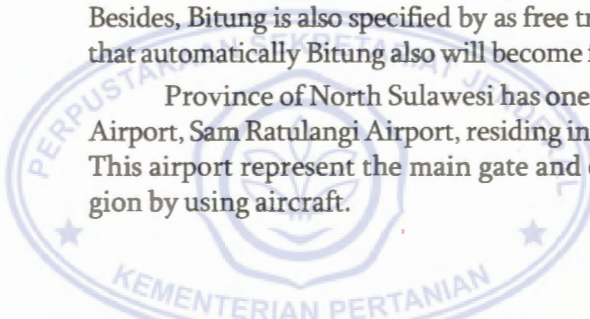 Besides, Bitung is also specified by as free
that automatically Bitung also will become
Province of North Sulawesi has one
Airport, Sam Ratulangi Airport, residing in
This airport represent the main gate and
gion by using aircraft.
PERPUSTAKAAN SEKRETARIAT JENDERAL
KEMENTERIAN PERTANIAN